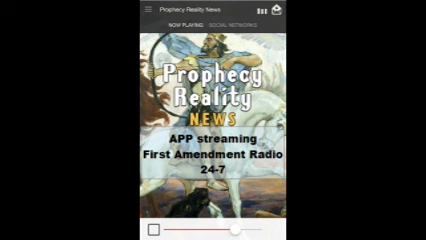 Prophecy Reality News
NOW PLAYING SOCIAL NETWORKS
Prophecy
Reality
NEWS
APP streaming
First Amendment Radio
24-7